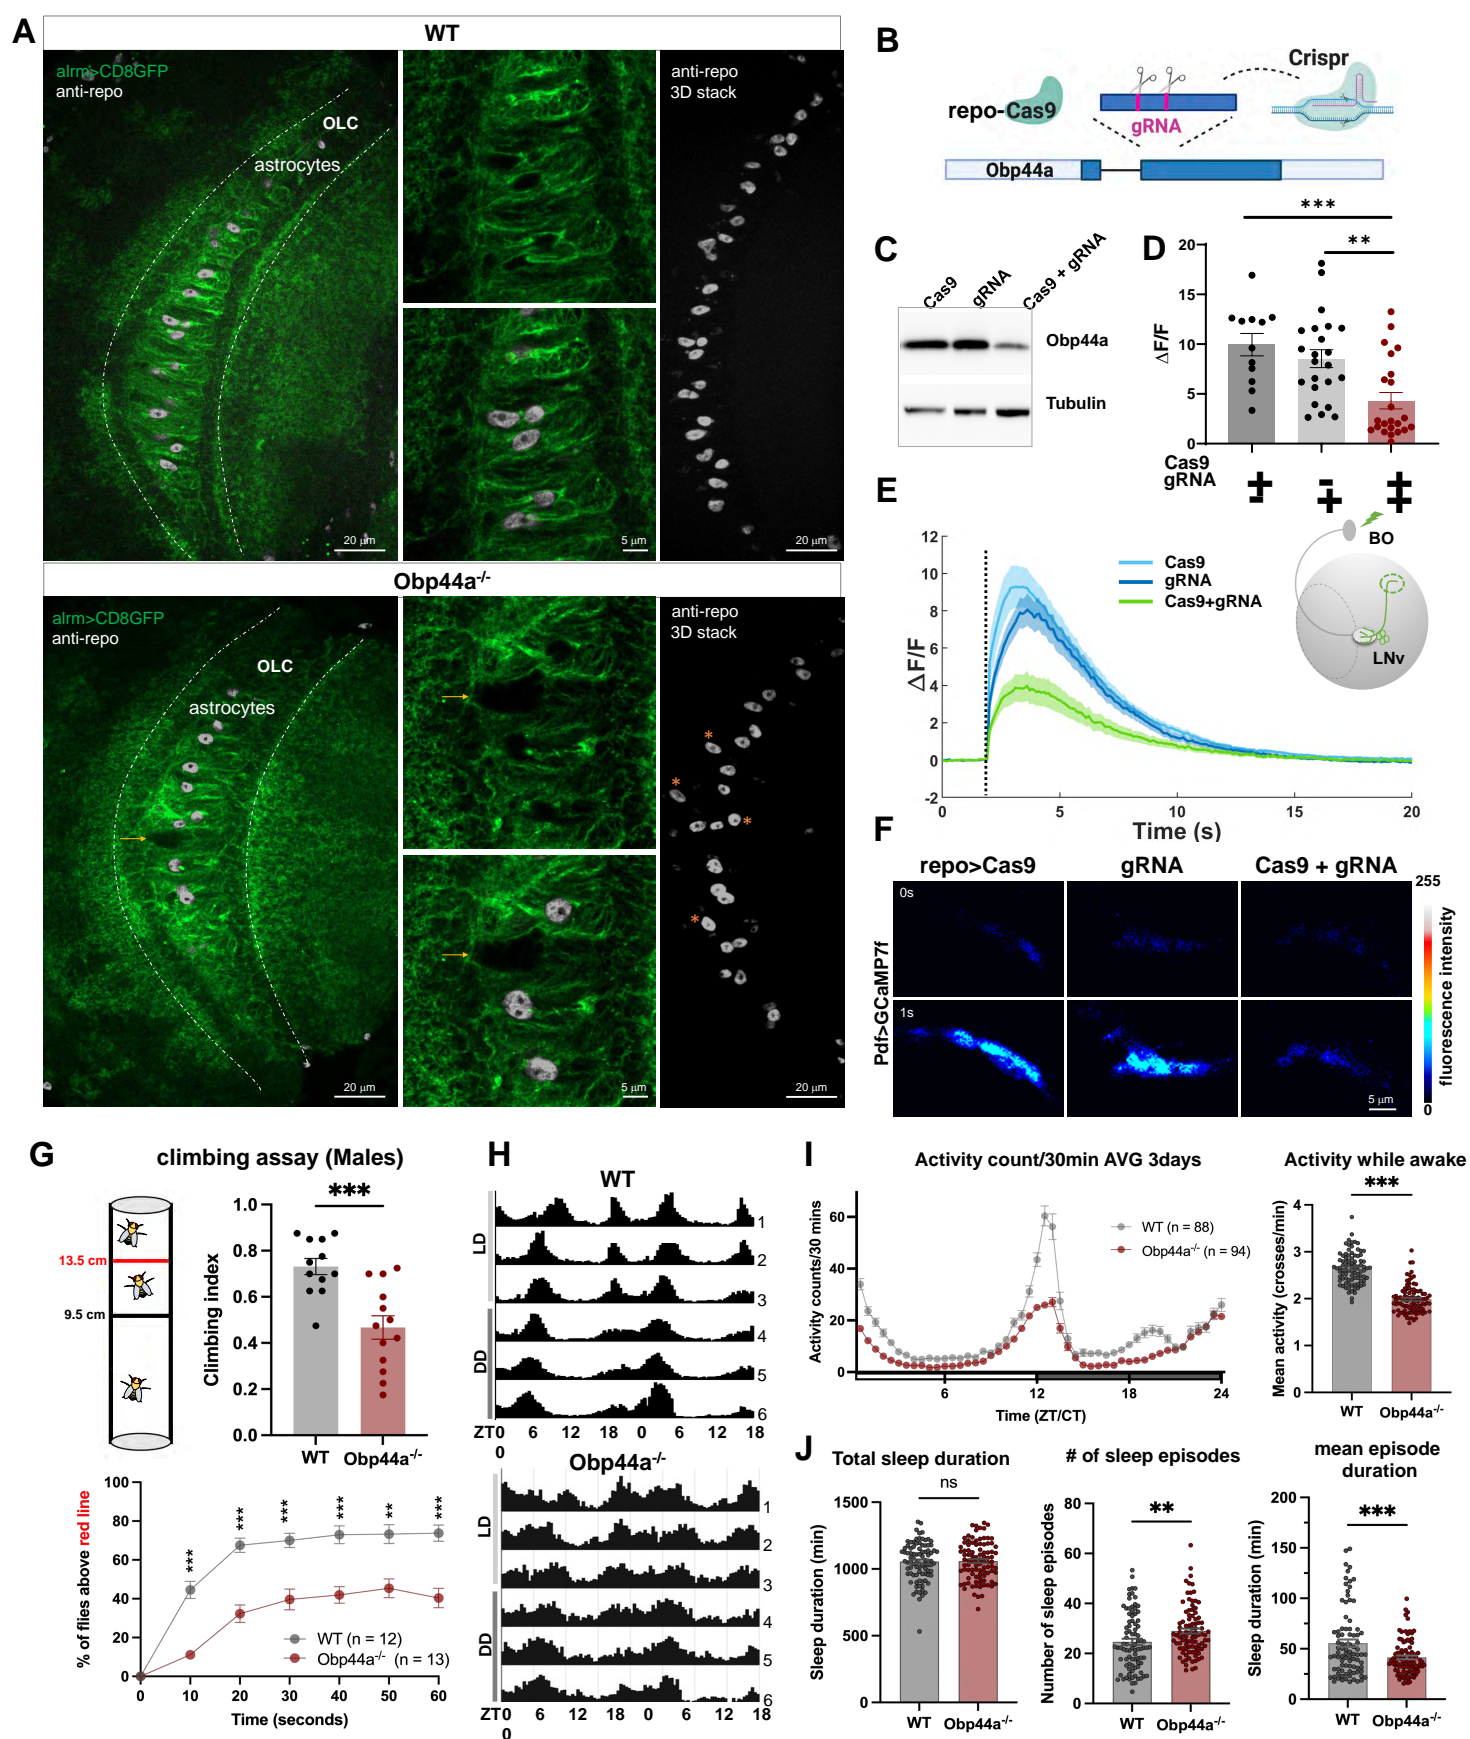 A
WT
alrm>CD8GFP
anti-repo
OLC
astrocytes
20 μm
5 μm
anti-repo
3D stack
20 μm
Obp44a-/-
alrm>CD8GFP
anti-repo
OLC
astrocytes
20 μm
5 μm
anti-repo
3D stack
*
*
*
*
20 μm
B
repo-Cas9
gRNA
Crispr
Obp44a
C
Cas9
gRNA
Cas9 + gRNA
Obp44a
Tubulin
D
***
**
20
15
10
5
0
ΔF/F
Cas9 + - +
gRNA - + +
E
12
10
8
6
4
2
0
-2
ΔF/F
Cas9
gRNA
Cas9+gRNA
0 5 10 15 20
Time (s)
BO
LNv
F
repo>Cas9
gRNA
Cas9 + gRNA
0s
1s
Pdf>GCaMP7f
5 μm
255
0
fluorescence intensity
G
climbing assay (Males)
13.5 cm
9.5 cm
***
1.0
0.8
0.6
0.4
0.2
0.0
Climbing index
WT Obp44a-/-
100
80
60
40
20
0
% of flies above red line
*** *** *** *** ** ***
WT (n = 12)
Obp44a-/- (n = 13)
0 10 20 30 40 50 60
Time (seconds)
H
WT
LD
DD
1
2
3
4
5
6
ZT0 6 12 18 0 6 12 18
0
Obp44a-/-
LD
DD
1
2
3
4
5
6
ZT0 6 12 18 0 6 12 18
0
I
Activity count/30min AVG 3days
60
40
20
0
Activity counts/30 mins
WT (n = 88)
Obp44a-/- (n = 94)
6 12 18 24
Time (ZT/CT)
Activity while awake
***
4
3
2
1
0
Mean activity (crosses/min)
WT Obp44a-/-
J
Total sleep duration
ns
1500
1000
500
0
Sleep duration (min)
WT Obp44a-/-
# of sleep episodes
**
80
60
40
20
0
Number of sleep episodes
WT Obp44a-/-
mean episode
duration
***
200
150
100
50
0
Sleep duration (min)
WT Obp44a-/-